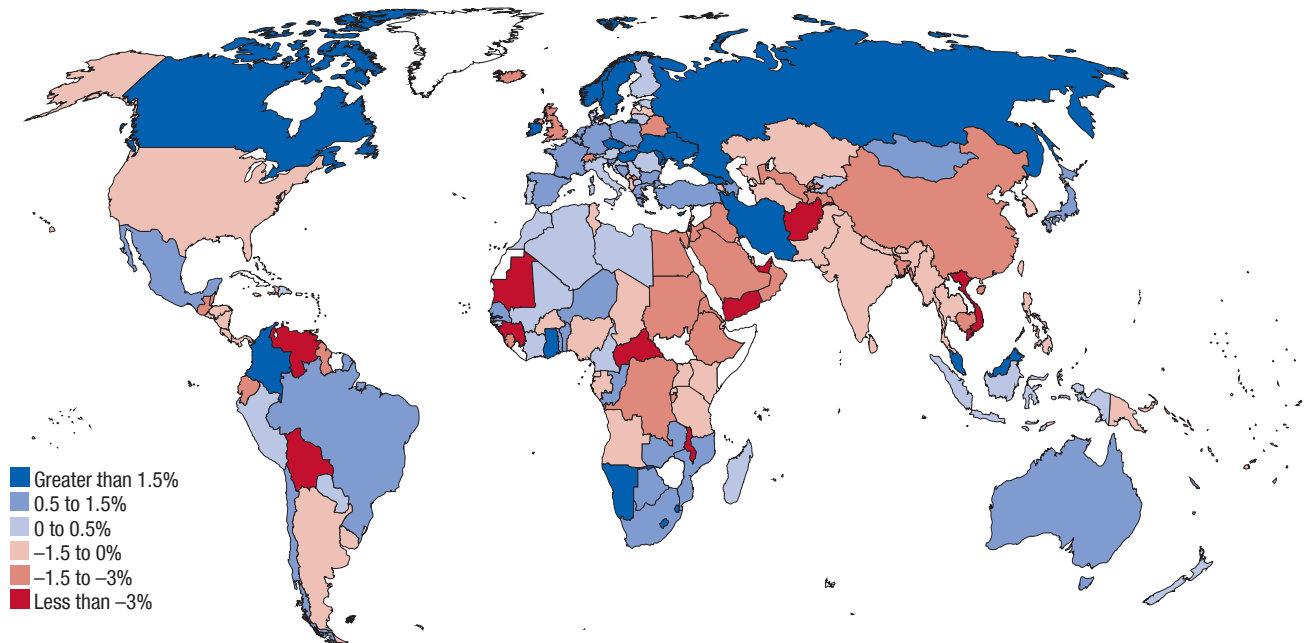 Greater than 1.5%
0.5 to 1.5%
0 to 0.5%
–1.5 to 0%
–1.5 to –3%
Less than –3%